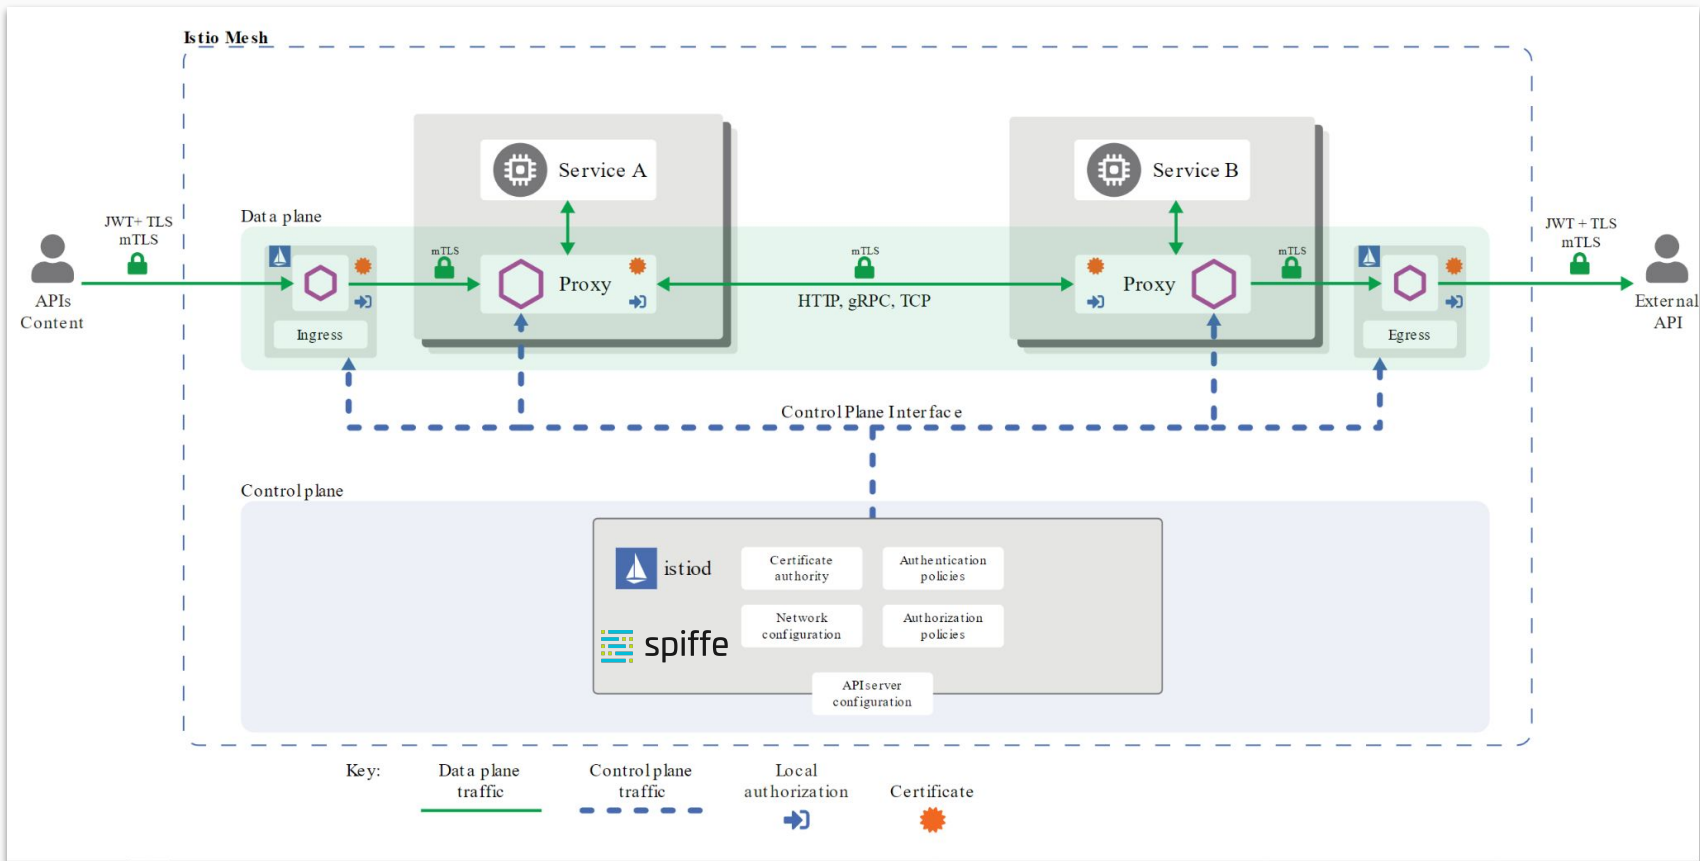 Istio Mesh
Data plane
Service A
Service B
JWT+ TLS
mTLS
APIs
Content
Ingress
mTLS
Proxy
mTLS
HTTP, gRPC, TCP
Proxy
mTLS
Egress
JWT + TLS
mTLS
External
API
Control Plane Interface
Control plane
istiod
spiffe
Certificate
authority
Authentication
policies
Network
configuration
Authorization
policies
API server
configuration
Key:
Data plane
traffic
Control plane
traffic
Local
authorization
Certificate